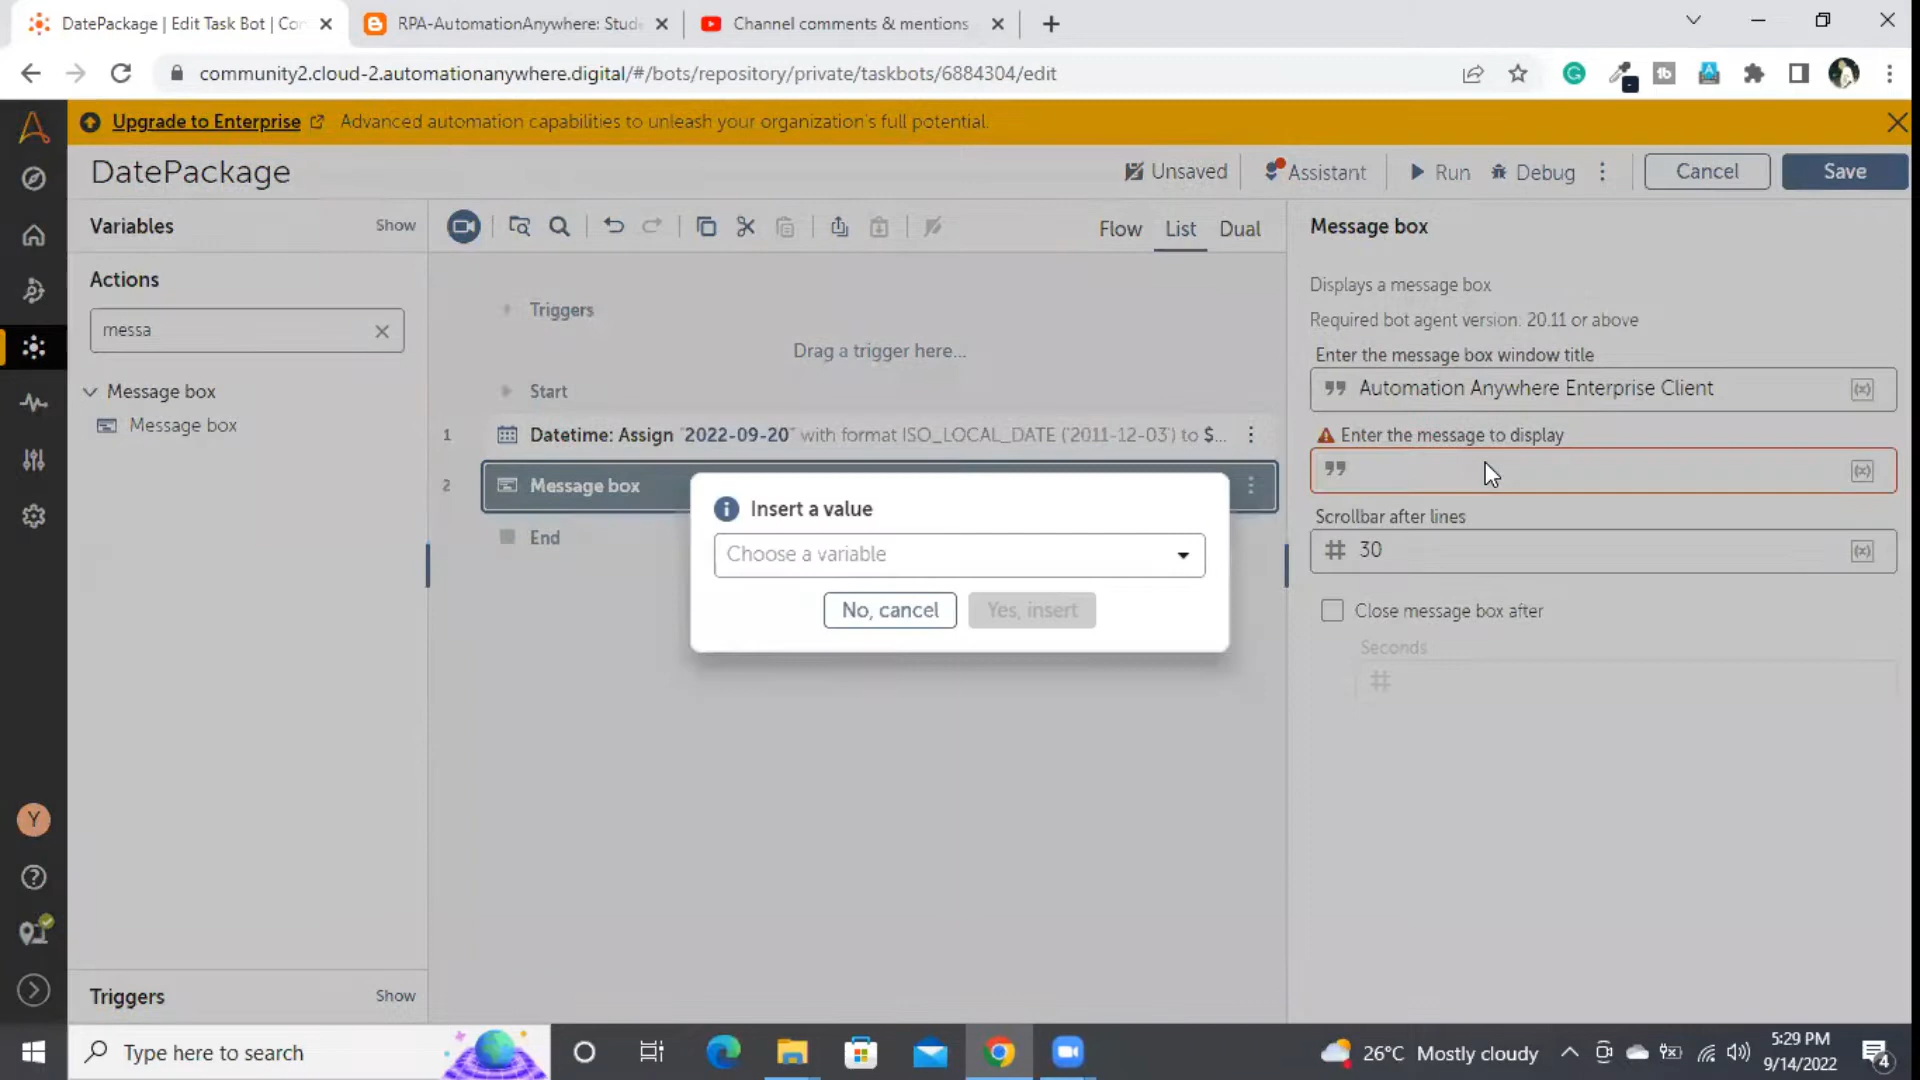 DatePackage | Edit Task Bot | Cor
RPA-AutomationAnywhere: Stud
Channel comments & mentions
community2.cloud-2.automationanywhere.digital/#/bots/repository/private/taskbots/6884304/edit
Upgrade to Enterprise
Advanced automation capabilities to unleash your organization's full potential.
DatePackage
Unsaved
Assistant
Run
Debug
Cancel
Save
Variables
Show
Flow
List
Dual
Message box
Actions
messa
Message box
Message box
Triggers
Drag a trigger here...
Start
1
Datetime: Assign "2022-09-20" with format ISO_LOCAL_DATE ('2011-12-03') to $...
2
Message box
End
Insert a value
Choose a variable
No, cancel
Yes, insert
Displays a message box
Required bot agent version: 20.11 or above
Enter the message box window title
Automation Anywhere Enterprise Client
Enter the message to display
Scrollbar after lines
30
Close message box after
Seconds
Y
Triggers
Show
Type here to search
26°C Mostly cloudy
5:29 PM
9/14/2022
4